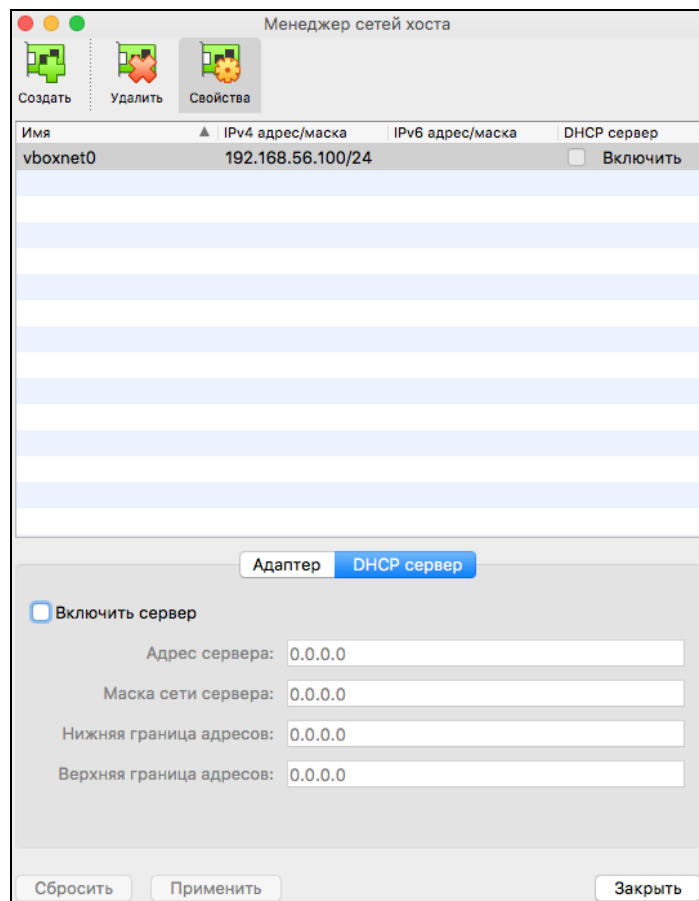 Менеджер сетей хоста
Создать Удалить Свойства
Имя IPv4 адрес/маска IPv6 адрес/маска DHCP сервер
vboxnet0 192.168.56.100/24 Включить
Адаптер DHCP сервер
Включить сервер
Адрес сервера: 0.0.0.0
Маска сети сервера: 0.0.0.0
Нижняя граница адресов: 0.0.0.0
Верхняя граница адресов: 0.0.0.0
Сбросить Применить Закрыть